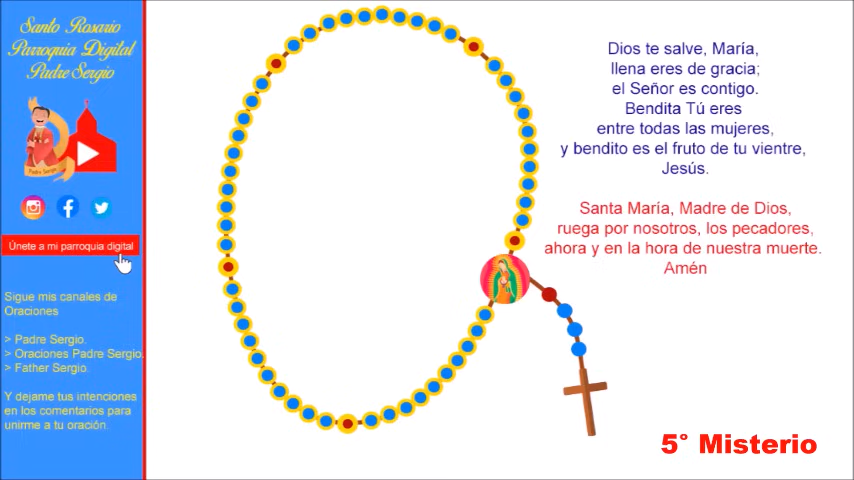 Santo Rosario
Parroquia Digital
Padre Sergio
Padre Sergio
Únete a mi parroquia digital
Sigue mis canales de
Oraciones
> Padre Sergio.
> Oraciones Padre Sergio.
> Father Sergio.
Y dejame tus intenciones
en los comentarios para
unirme a tu oración.
Dios te salve, María,
llena eres de gracia;
el Señor es contigo.
Bendita Tú eres
entre todas las mujeres,
y bendito es el fruto de tu vientre,
Jesús.
Santa María, Madre de Dios,
ruega por nosotros, los pecadores,
ahora y en la hora de nuestra muerte.
Amén
5° Misterio